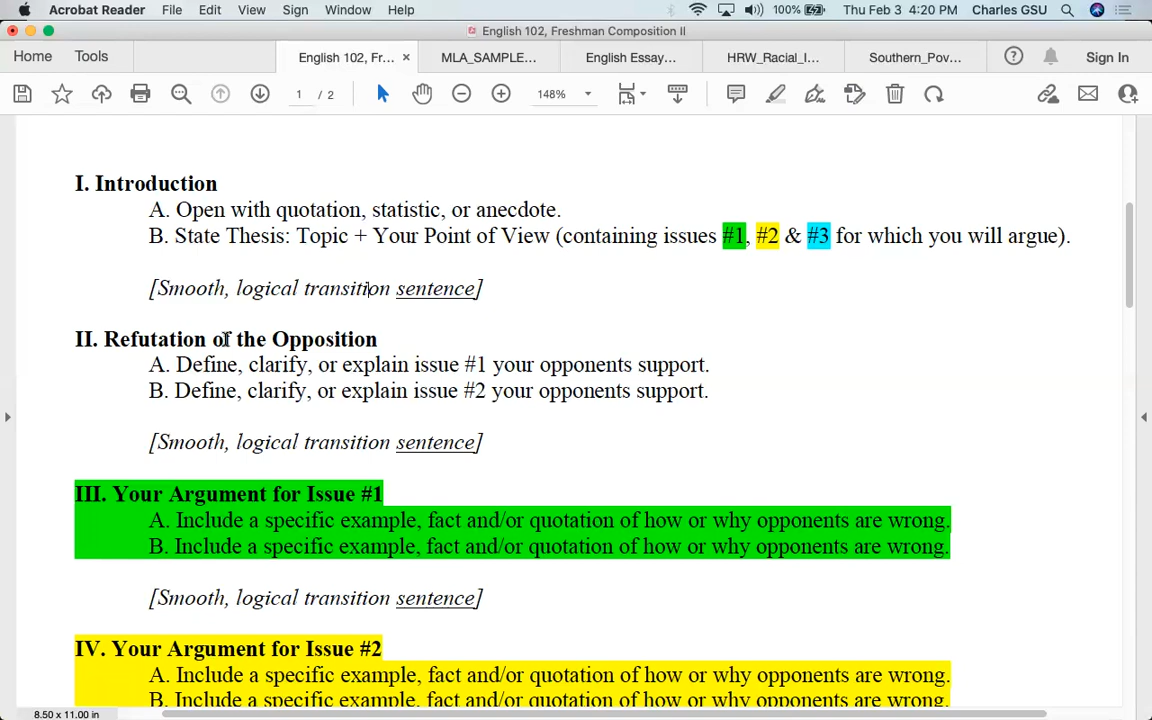 Acrobat Reader File Edit View Sign Window Help 100% Thu Feb 3 4:20 PM Charles GSU
English 102, Freshman Composition II
Home Tools English 102, Fr... × MLA_SAMPLE... English Essay... HRW_Racial_I... Southern_Pov... Sign In
1 / 2 148%
I. Introduction
A. Open with quotation, statistic, or anecdote.
B. State Thesis: Topic + Your Point of View (containing issues #1, #2 & #3 for which you will argue).
[Smooth, logical transition sentence]
II. Refutation of the Opposition
A. Define, clarify, or explain issue #1 your opponents support.
B. Define, clarify, or explain issue #2 your opponents support.
[Smooth, logical transition sentence]
III. Your Argument for Issue #1
A. Include a specific example, fact and/or quotation of how or why opponents are wrong.
B. Include a specific example, fact and/or quotation of how or why opponents are wrong.
[Smooth, logical transition sentence]
IV. Your Argument for Issue #2
A. Include a specific example, fact and/or quotation of how or why opponents are wrong.
B. Include a specific example, fact and/or quotation of how or why opponents are wrong.
8.50 x 11.00 in